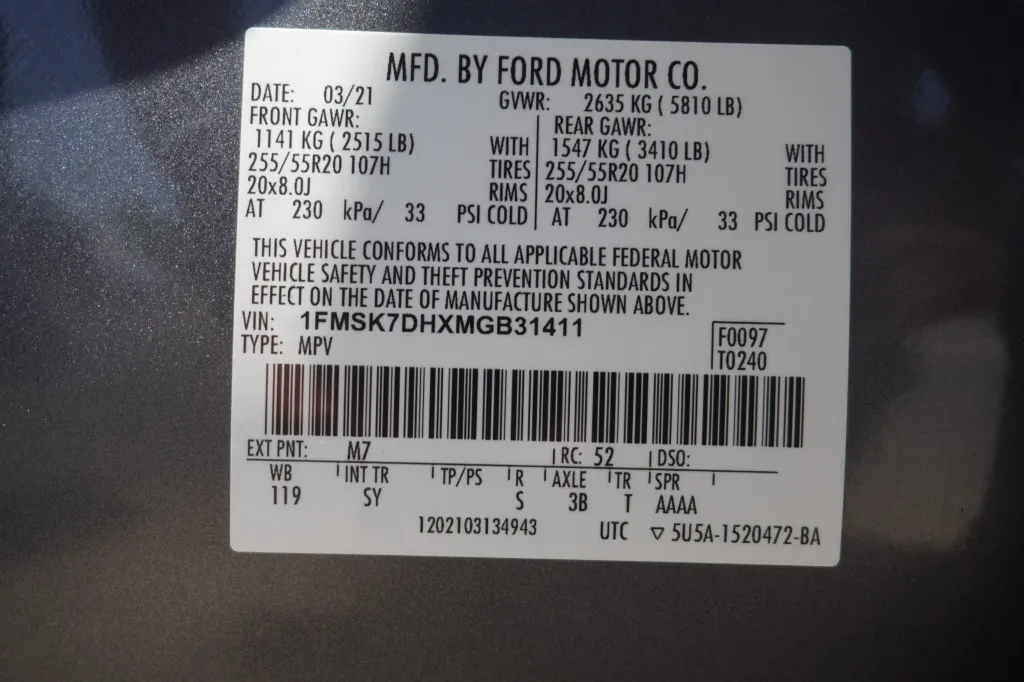 MFD. BY FORD MOTOR CO.
DATE: 03/21 GVWR: 2635 KG ( 5810 LB)
FRONT GAWR: REAR GAWR:
1141 KG ( 2515 LB) WITH 1547 KG ( 3410 LB) WITH
255/55R20 107H TIRES 255/55R20 107H TIRES
20x8.0J RIMS 20x8.0J RIMS
AT 230 kPa/ 33 PSI COLD AT 230 kPa/ 33 PSI COLD
THIS VEHICLE CONFORMS TO ALL APPLICABLE FEDERAL MOTOR
VEHICLE SAFETY AND THEFT PREVENTION STANDARDS IN
EFFECT ON THE DATE OF MANUFACTURE SHOWN ABOVE.
VIN: 1FMSK7DHXMGB31411
F0097
TYPE: MPV
T0240
EXT PNT: M7 RC: 52 DSO:
WB INT TR TP/PS R AXLE TR SPR
119 SY S 3B T AAAA
1202103134943 UTC ▽ 5U5A-1520472-BA